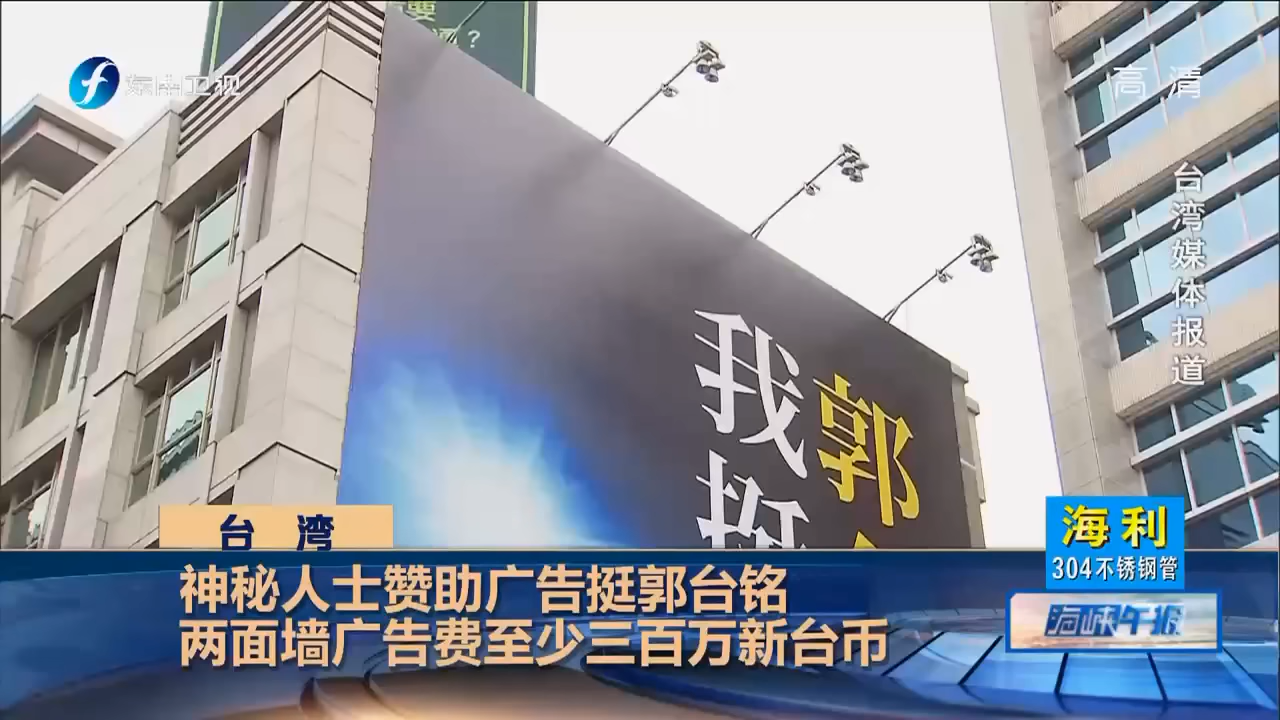 要
？
东南卫视
高清
台湾媒体报道
我挺
郭
台湾
神秘人士赞助广告挺郭台铭
两面墙广告费至少三百万新台币
海利
304不锈钢管
海峡午报